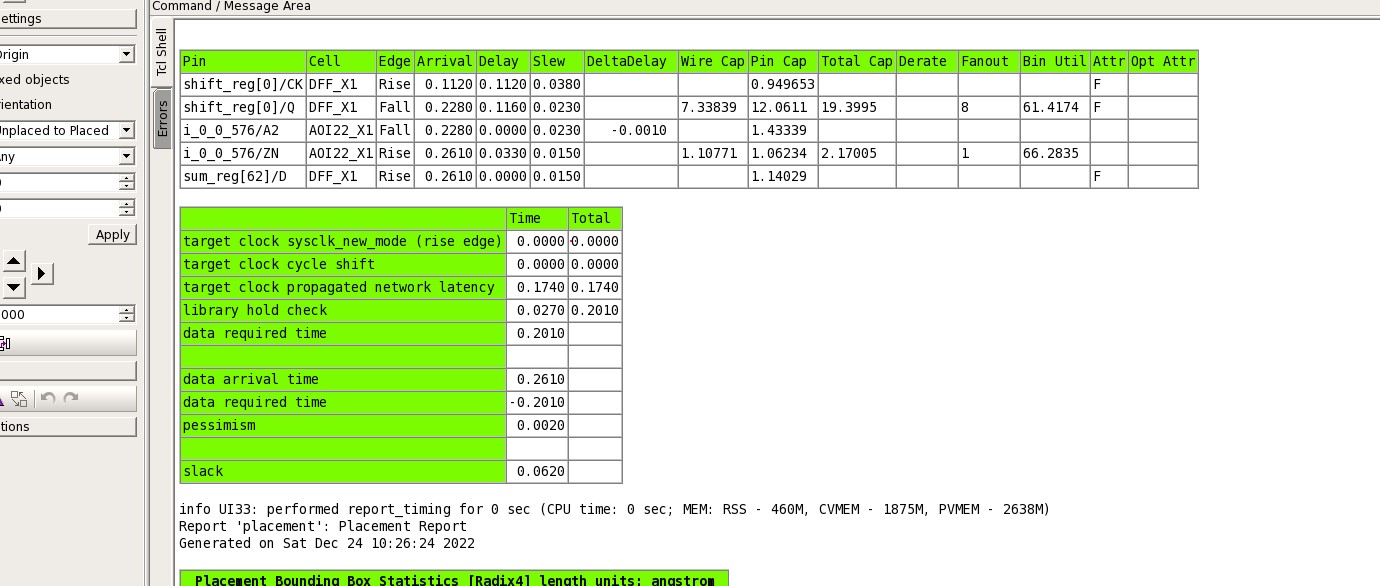 Command / Message Area
ettings
Origin
xed objects
rientation
Unplaced to Placed
Any
0
0
Apply
000
tions
Tcl Shell
Errors
Pin Cell Edge Arrival Delay Slew DeltaDelay Wire Cap Pin Cap Total Cap Derate Fanout Bin Util Attr Opt Attr
shift_reg[0]/CK DFF_X1 Rise 0.1120 0.1120 0.0380 0.949653 F
shift_reg[0]/Q DFF_X1 Fall 0.2280 0.1160 0.0230 7.33839 12.0611 19.3995 8 61.4174 F
i_0_0_576/A2 AOI22_X1 Fall 0.2280 0.0000 0.0230 -0.0010 1.43339
i_0_0_576/ZN AOI22_X1 Rise 0.2610 0.0330 0.0150 1.10771 1.06234 2.17005 1 66.2835
sum_reg[62]/D DFF_X1 Rise 0.2610 0.0000 0.0150 1.14029 F
Time Total
target clock sysclk_new_mode (rise edge) 0.0000 0.0000
target clock cycle shift 0.0000 0.0000
target clock propagated network latency 0.1740 0.1740
library hold check 0.0270 0.2010
data required time 0.2010
data arrival time 0.2610
data required time -0.2010
pessimism 0.0020
slack 0.0620
info UI33: performed report_timing for 0 sec (CPU time: 0 sec; MEM: RSS - 460M, CVMEM - 1875M, PVMEM - 2638M)
Report 'placement': Placement Report
Generated on Sat Dec 24 10:26:24 2022
Placement Bounding Box Statistics [Radix4] length units: angstrom